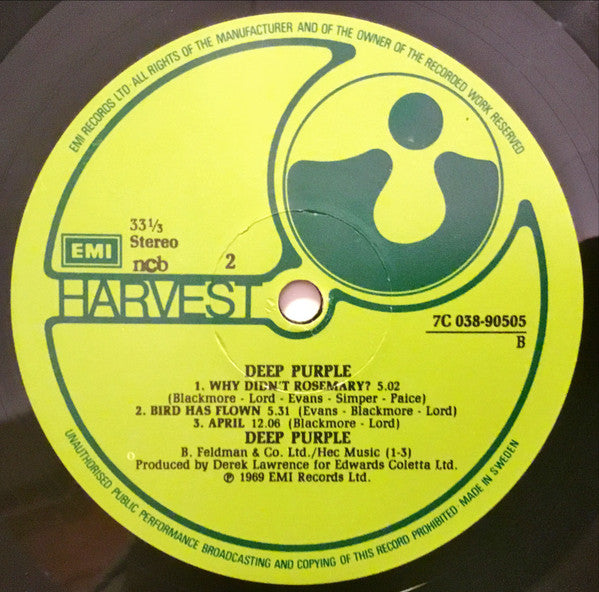 EMI RECORDS LTD ALL RIGHTS OF THE MANUFACTURER AND OF THE OWNER OF THE RECORDED WORK RESERVED
33⅓
Stereo
EMI
ncb
2
HARVEST
7C 038-90505
B
DEEP PURPLE
1. WHY DIDN'T ROSEMARY? 5.02
(Blackmore - Lord - Evans - Simper - Paice)
2. BIRD HAS FLOWN 5.31 (Evans - Blackmore - Lord)
3. APRIL 12.06 (Blackmore - Lord)
DEEP PURPLE
B. Feldman & Co. Ltd./Hec Music (1-3)
Produced by Derek Lawrence for Edwards Coletta Ltd.
℗ 1969 EMI Records Ltd.
UNAUTHORISED PUBLIC PERFORMANCE BROADCASTING AND COPYING OF THIS RECORD PROHIBITED MADE IN SWEDEN